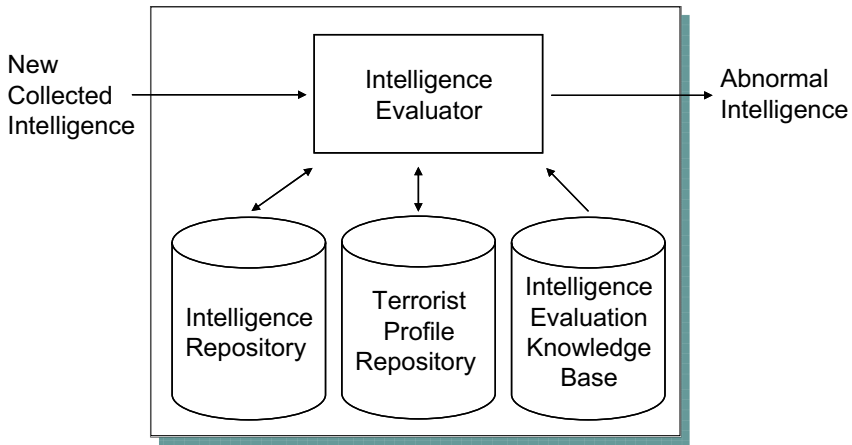 New
Collected
Intelligence
Intelligence
Evaluator
Abnormal
Intelligence
Intelligence
Repository
Terrorist
Profile
Repository
Intelligence
Evaluation
Knowledge
Base